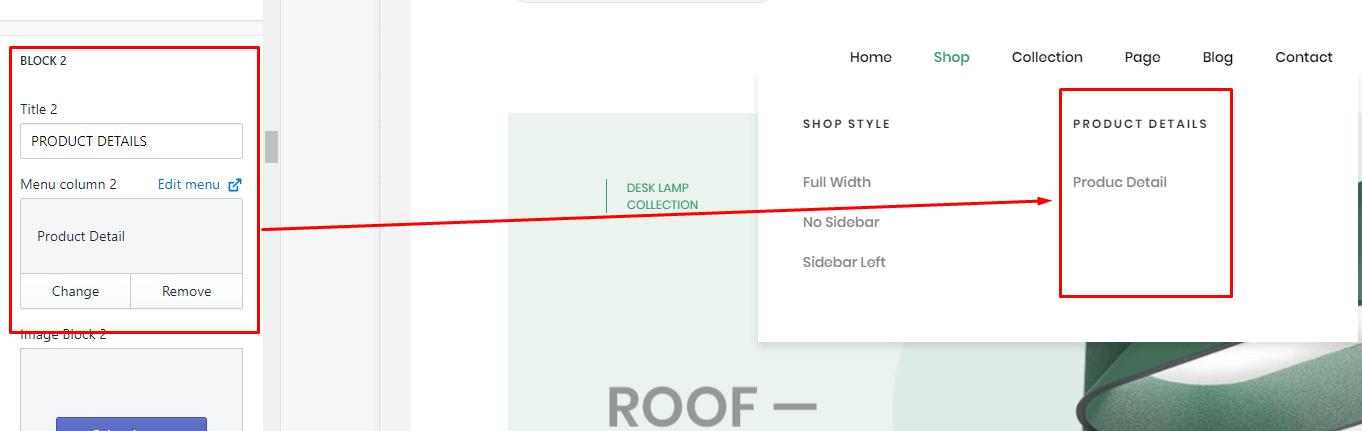 BLOCK 2
Title 2
PRODUCT DETAILS
Menu column 2 Edit menu
Product Detail
Change Remove
Image Block 2
Home Shop Collection Page Blog Contact
SHOP STYLE
Full Width
No Sidebar
Sidebar Left
PRODUCT DETAILS
Produc Detail
DESK LAMP
COLLECTION
ROOF —